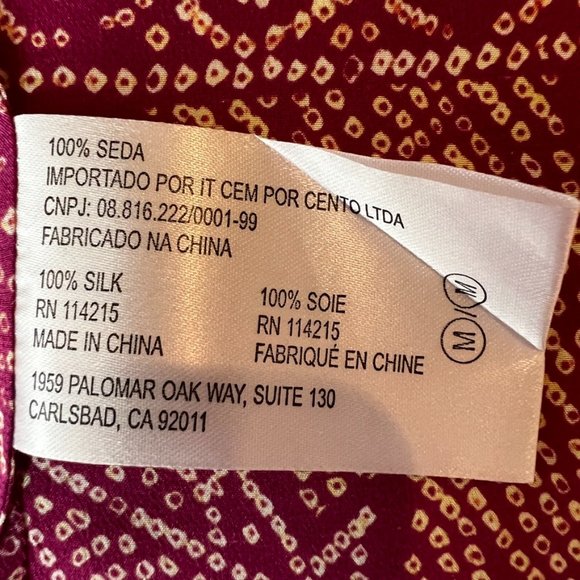 100% SEDA
IMPORTADO POR IT CEM POR CENTO LTDA
CNPJ: 08.816.222/0001-99
FABRICADO NA CHINA
100% SILK
RN 114215
MADE IN CHINA
100% SOIE
RN 114215
FABRIQUÉ EN CHINE
M/M
1959 PALOMAR OAK WAY, SUITE 130
CARLSBAD, CA 92011